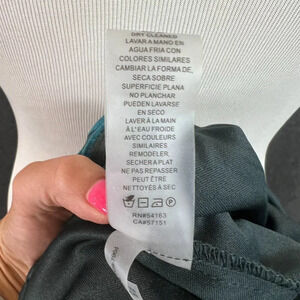 DRY CLEANED
LAVAR A MANO EN
AGUA FRIA CON
COLORES SIMILARES
CAMBIAR LA FORMA DE,
SECA SOBRE
SUPERFICIE PLANA
NO PLANCHAR
PUEDEN LAVARSE
EN SECO
LAVER À LA MAIN
À L'EAU FROIDE
AVEC COULEURS
SIMILAIRES
REMODELER,
SÉCHER A PLAT
NE PAS REPASSER
PEUT ÊTRE
NETTOYÉS À SEC
RN#54163
CA#57151